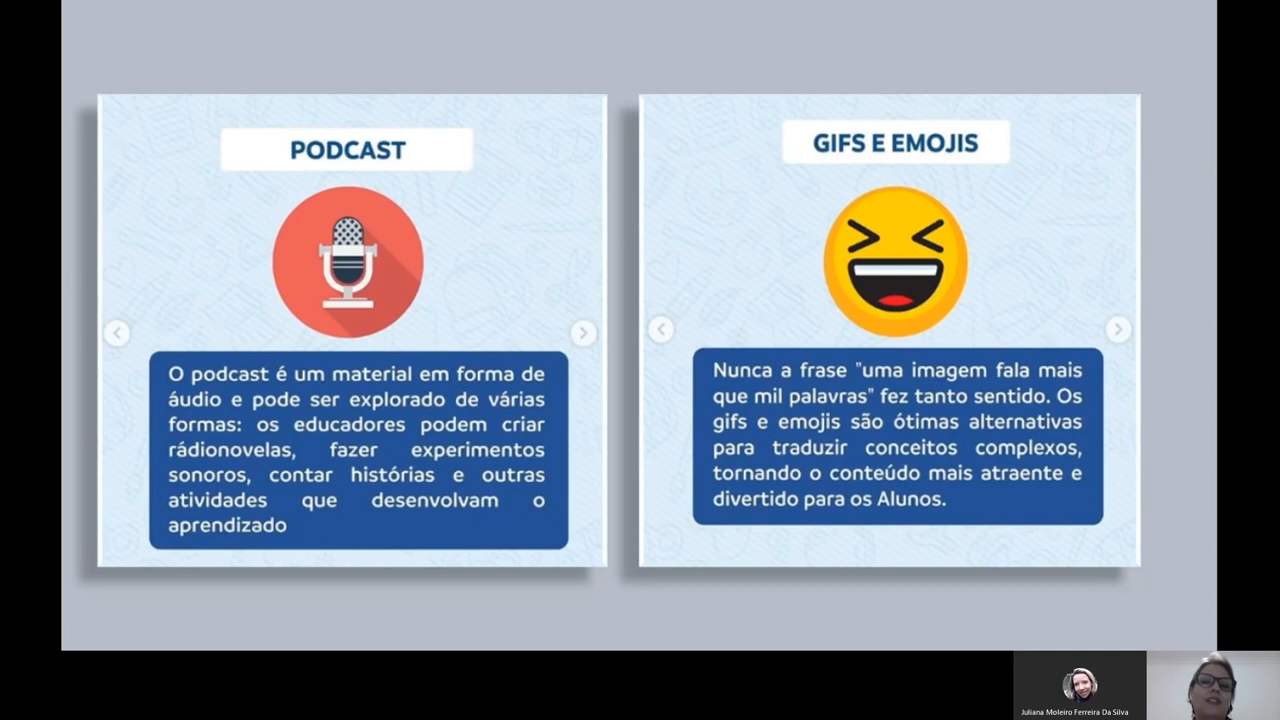 PODCAST
O podcast é um material em forma de
áudio e pode ser explorado de várias
formas: os educadores podem criar
rádionovelas, fazer experimentos
sonoros, contar histórias e outras
atividades que desenvolvam o
aprendizado
GIFS E EMOJIS
Nunca a frase "uma imagem fala mais
que mil palavras" fez tanto sentido. Os
gifs e emojis são ótimas alternativas
para traduzir conceitos complexos,
tornando o conteúdo mais atraente e
divertido para os Alunos.
Juliana Moleiro Ferreira Da Silva